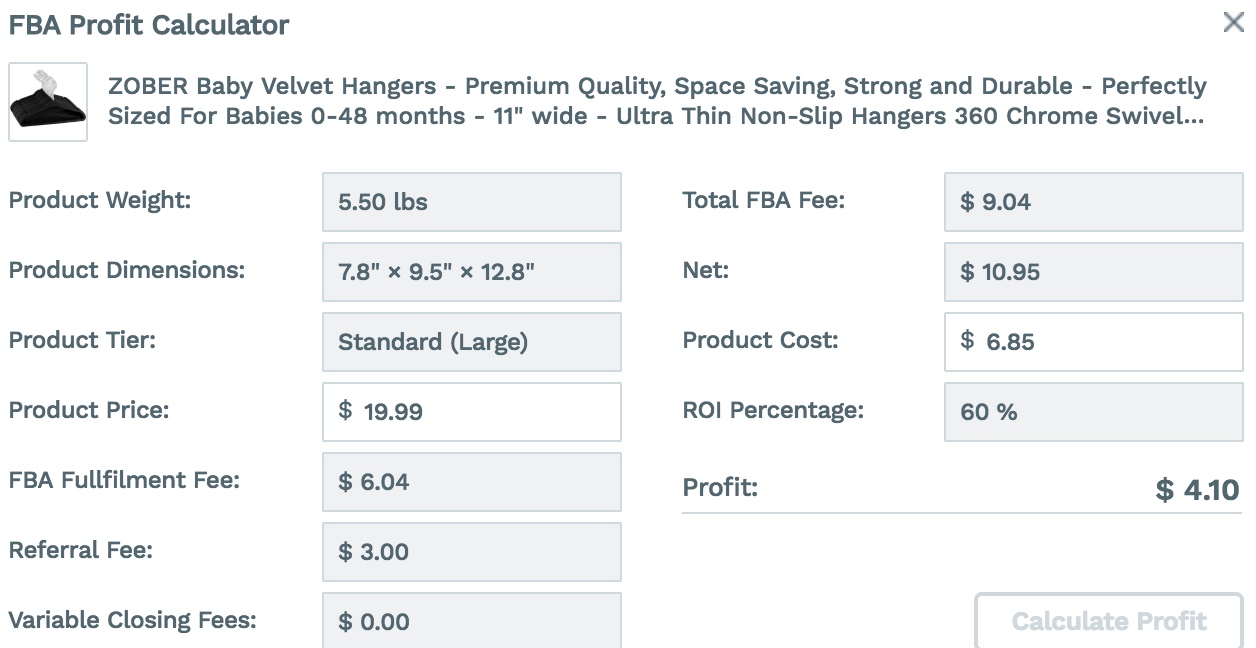 FBA Profit Calculator
ZOBER Baby Velvet Hangers - Premium Quality, Space Saving, Strong and Durable - Perfectly
Sized For Babies 0-48 months - 11" wide - Ultra Thin Non-Slip Hangers 360 Chrome Swivel...
Product Weight: 5.50 lbs
Product Dimensions: 7.8" × 9.5" × 12.8"
Product Tier: Standard (Large)
Product Price: $ 19.99
FBA Fullfilment Fee: $ 6.04
Referral Fee: $ 3.00
Variable Closing Fees: $ 0.00
Total FBA Fee: $ 9.04
Net: $ 10.95
Product Cost: $ 6.85
ROI Percentage: 60 %
Profit: $ 4.10
Calculate Profit